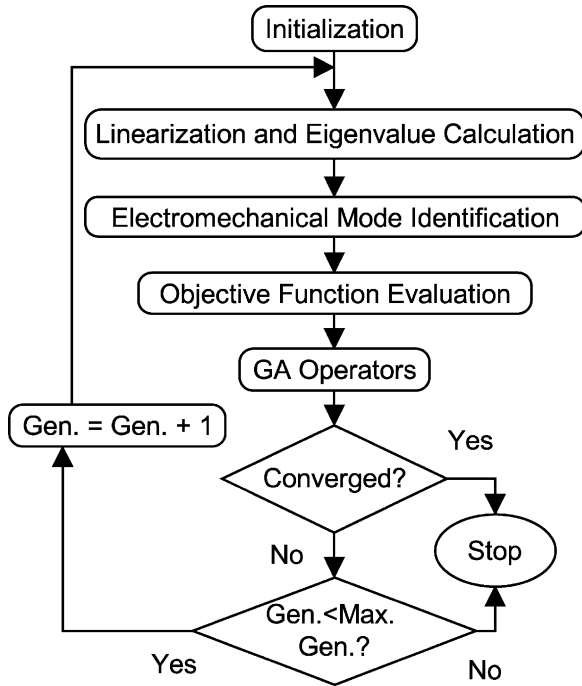 Initialization
Linearization and Eigenvalue Calculation
Electromechanical Mode Identification
Objective Function Evaluation
GA Operators
Gen. = Gen. + 1
Converged?
Yes
Stop
No
Gen.<Max.
Gen.?
Yes
No